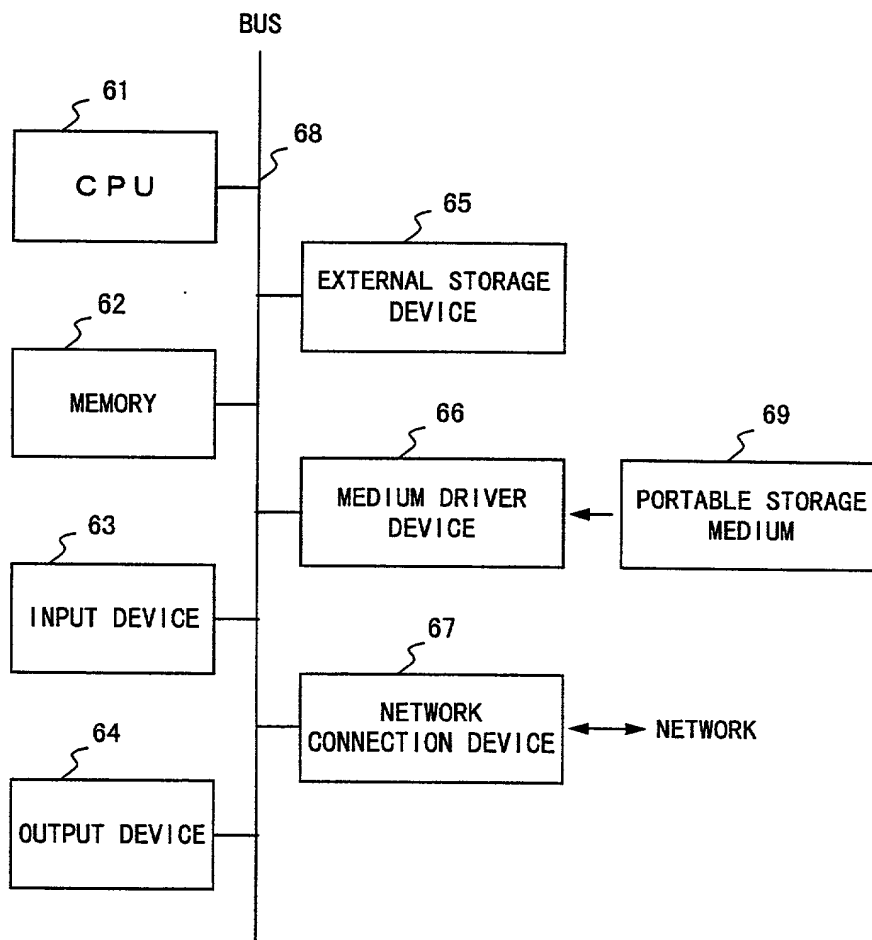 BUS
61
CPU
68
65
EXTERNAL STORAGE
DEVICE
62
MEMORY
66
MEDIUM DRIVER
DEVICE
69
PORTABLE STORAGE
MEDIUM
63
INPUT DEVICE
67
NETWORK
CONNECTION DEVICE
NETWORK
64
OUTPUT DEVICE